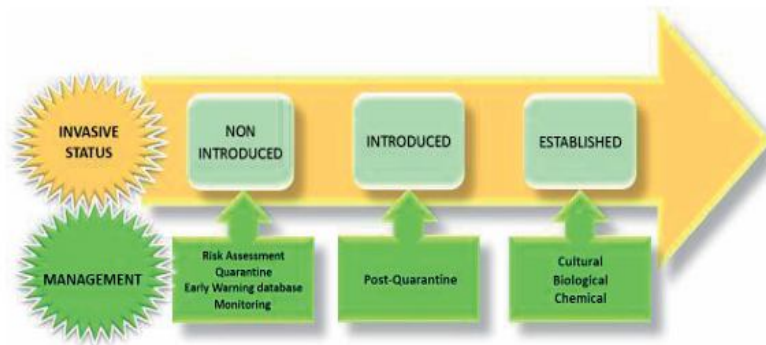 INVASIVE
STATUS
NON
INTRODUCED
INTRODUCED
ESTABLISHED
MANAGEMENT
Risk Assessment
Quarantine
Early Warning database
Monitoring
Post-Quarantine
Cultural
Biological
Chemical